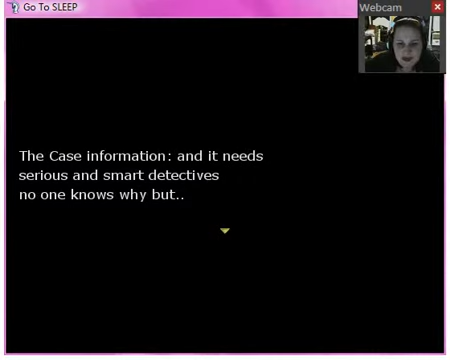 Go To SLEEP
Webcam
The Case information: and it needs
serious and smart detectives
no one knows why but..